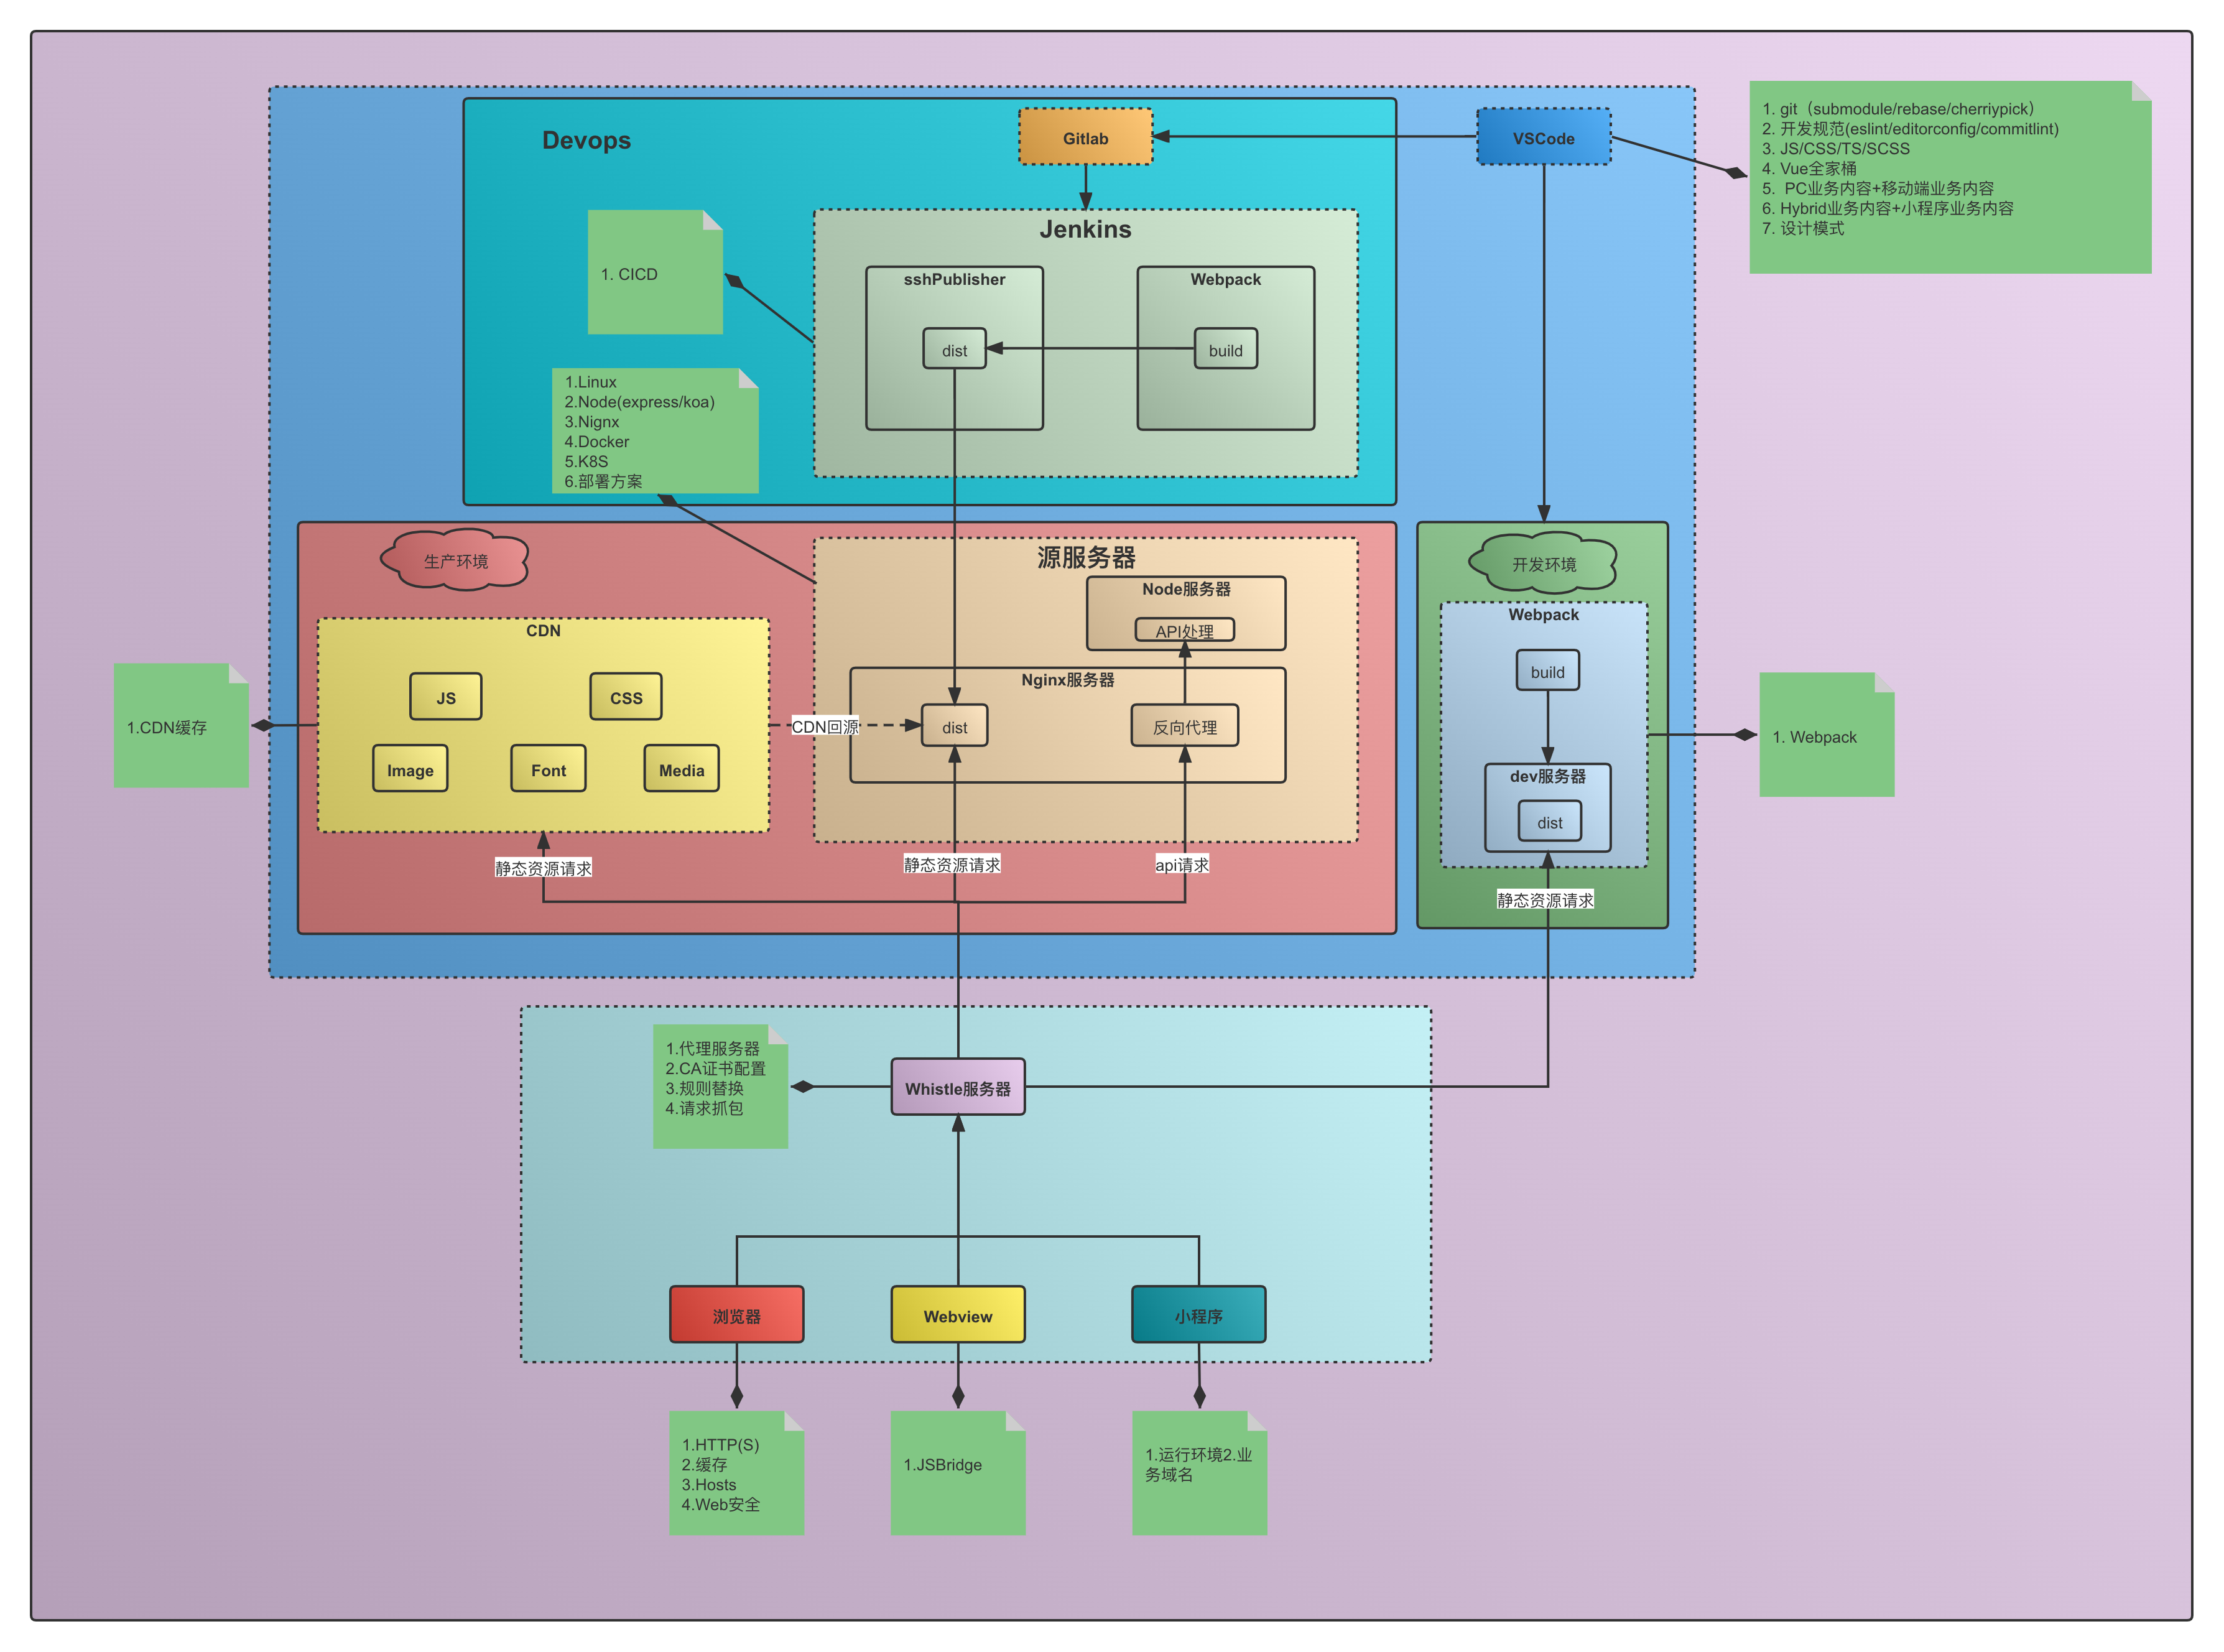 Devops
Gitlab
VSCode
1. git（submodule/rebase/cherriypick）
2. 开发规范(eslint/editorconfig/commitlint)
3. JS/CSS/TS/SCSS
4. Vue全家桶
5.  PC业务内容+移动端业务内容
6. Hybrid业务内容+小程序业务内容
7. 设计模式
Jenkins
1. CICD
sshPublisher
Webpack
dist
build
1.Linux
2.Node(express/koa)
3.Nignx
4.Docker
5.K8S
6.部署方案
生产环境
源服务器
开发环境
Node服务器
API处理
CDN
Webpack
JS
CSS
Nginx服务器
build
1.CDN缓存
CDN回源
dist
反向代理
1. Webpack
Image
Font
Media
dev服务器
dist
静态资源请求
静态资源请求
api请求
静态资源请求
1.代理服务器
2.CA证书配置
3.规则替换
4.请求抓包
Whistle服务器
浏览器
Webview
小程序
1.HTTP(S)
2.缓存
3.Hosts
4.Web安全
1.JSBridge
1.运行环境2.业
务域名